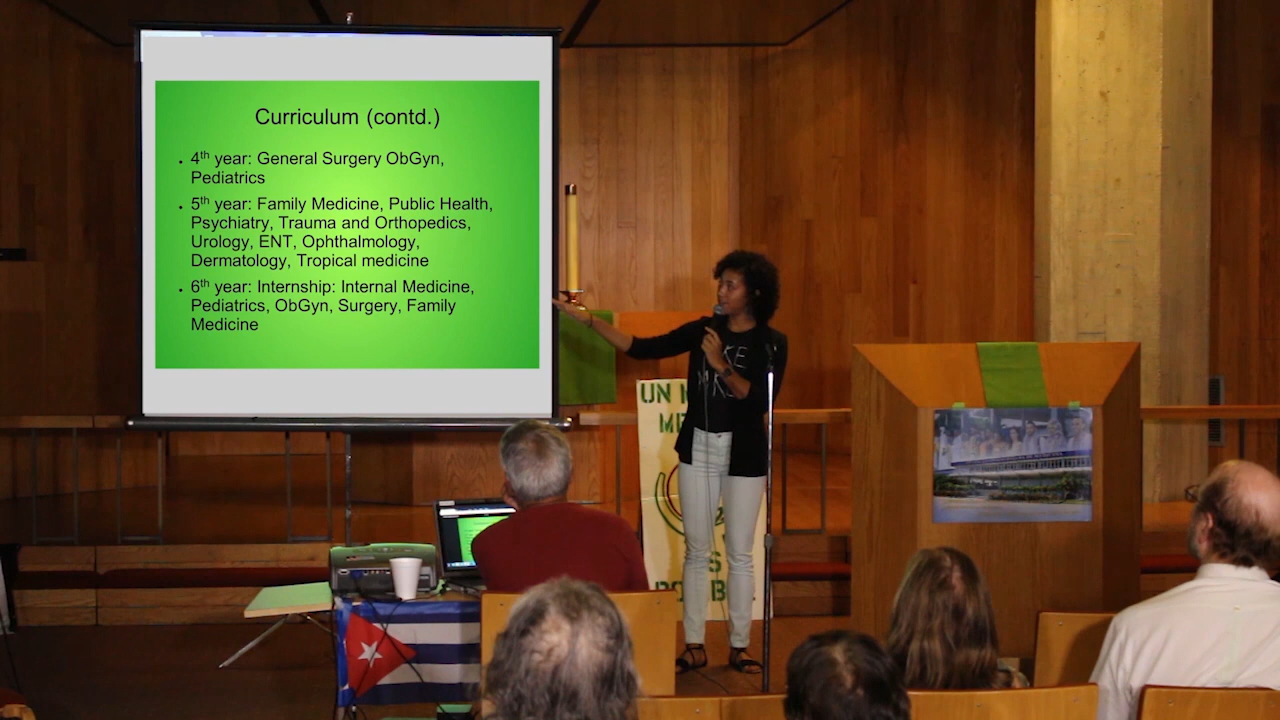 Curriculum (contd.)
• 4th year: General Surgery ObGyn,
Pediatrics
• 5th year: Family Medicine, Public Health,
Psychiatry, Trauma and Orthopedics,
Urology, ENT, Ophthalmology,
Dermatology, Tropical medicine
• 6th year: Internship: Internal Medicine,
Pediatrics, ObGyn, Surgery, Family
Medicine
UN